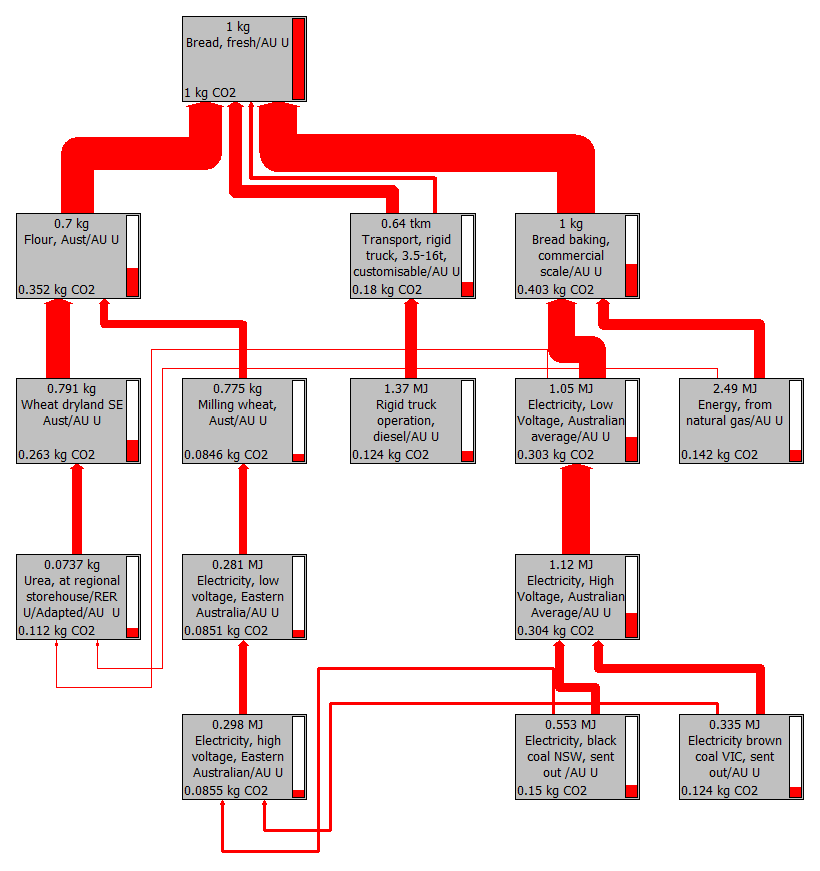 1 kg
Bread, fresh/AU U
1 kg CO2
0.7 kg
Flour, Aust/AU U
0.352 kg CO2
0.64 tkm
Transport, rigid
truck, 3.5-16t,
customisable/AU U
0.18 kg CO2
1 kg
Bread baking,
commercial
scale/AU U
0.403 kg CO2
0.791 kg
Wheat dryland SE
Aust/AU U
0.263 kg CO2
0.775 kg
Milling wheat,
Aust/AU U
0.0846 kg CO2
1.37 MJ
Rigid truck
operation,
diesel/AU U
0.124 kg CO2
1.05 MJ
Electricity, Low
Voltage, Australian
average/AU U
0.303 kg CO2
2.49 MJ
Energy, from
natural gas/AU U
0.142 kg CO2
0.0737 kg
Urea, at regional
storehouse/RER
U/Adapted/AU  U
0.112 kg CO2
0.281 MJ
Electricity, low
voltage, Eastern
Australia/AU U
0.0851 kg CO2
1.12 MJ
Electricity, High
Voltage, Australian
Average/AU U
0.304 kg CO2
0.298 MJ
Electricity, high
voltage, Eastern
Australian/AU U
0.0855 kg CO2
0.553 MJ
Electricity, black
coal NSW, sent
out /AU U
0.15 kg CO2
0.335 MJ
Electricity brown
coal VIC, sent
out/AU U
0.124 kg CO2